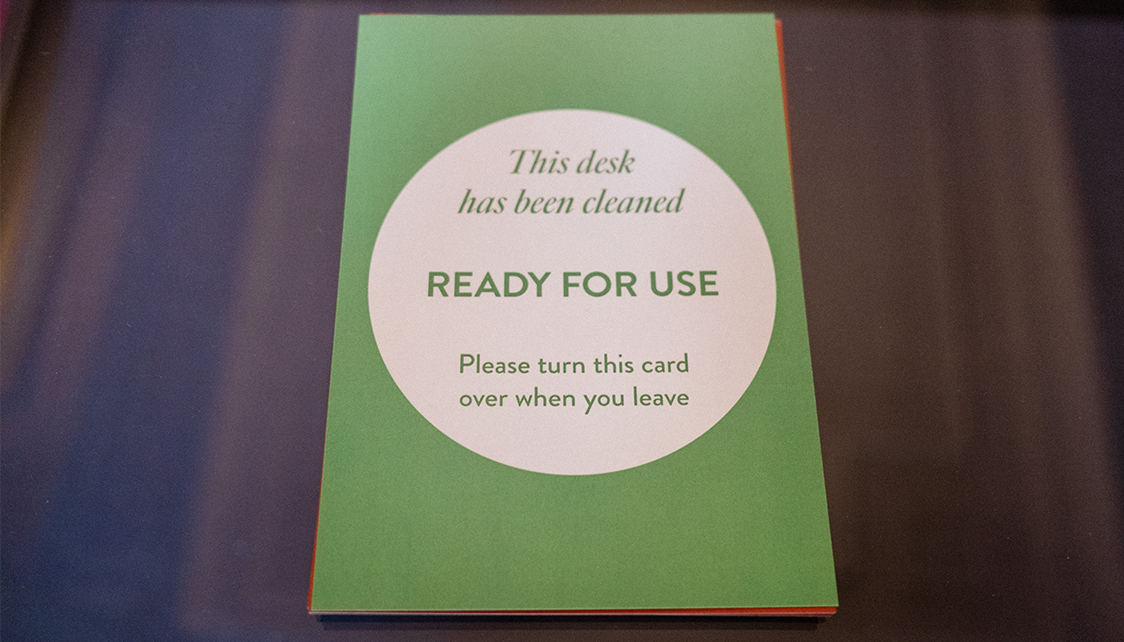 This desk
has been cleaned
READY FOR USE
Please turn this card
over when you leave